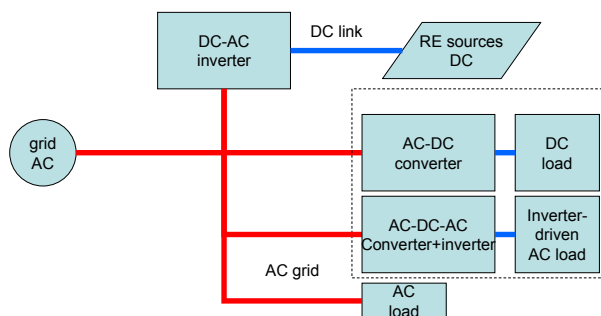 DC-AC
inverter
DC link
RE sources
DC
grid
AC
AC-DC
converter
DC
load
AC-DC-AC
Converter+inverter
Inverter-
driven
AC load
AC grid
AC
load